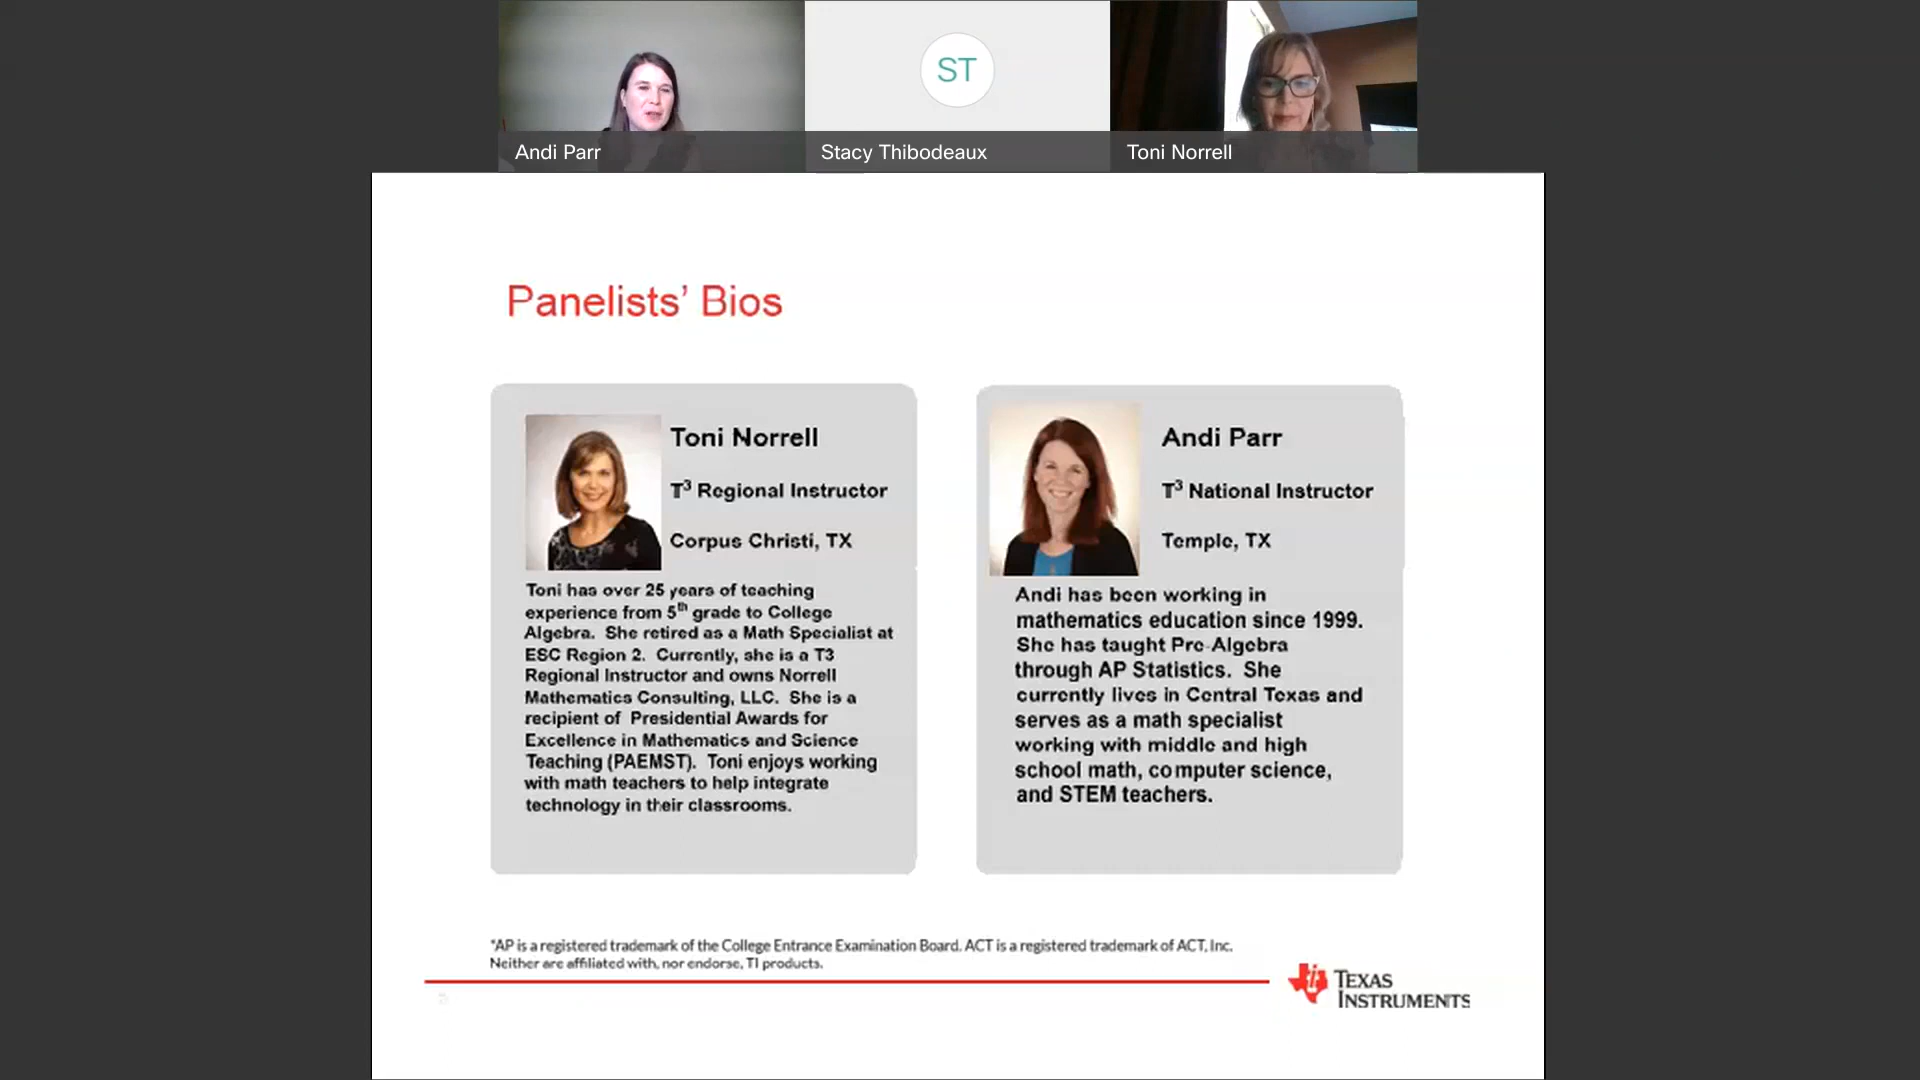 ST
Andi Parr
Stacy Thibodeaux
Toni Norrell
Panelists’ Bios
Toni Norrell
T³ Regional Instructor
Corpus Christi, TX
Toni has over 25 years of teaching
experience from 5th grade to College
Algebra. She retired as a Math Specialist at
ESC Region 2. Currently, she is a T3
Regional Instructor and owns Norrell
Mathematics Consulting, LLC. She is a
recipient of Presidential Awards for
Excellence in Mathematics and Science
Teaching (PAEMST). Toni enjoys working
with math teachers to help integrate
technology in their classrooms.
Andi Parr
T³ National Instructor
Temple, TX
Andi has been working in
mathematics education since 1999.
She has taught Pre-Algebra
through AP Statistics. She
currently lives in Central Texas and
serves as a math specialist
working with middle and high
school math, computer science,
and STEM teachers.
*AP is a registered trademark of the College Entrance Examination Board. ACT is a registered trademark of ACT, Inc.
Neither are affiliated with, nor endorse, TI products.
TEXAS
INSTRUMENTS